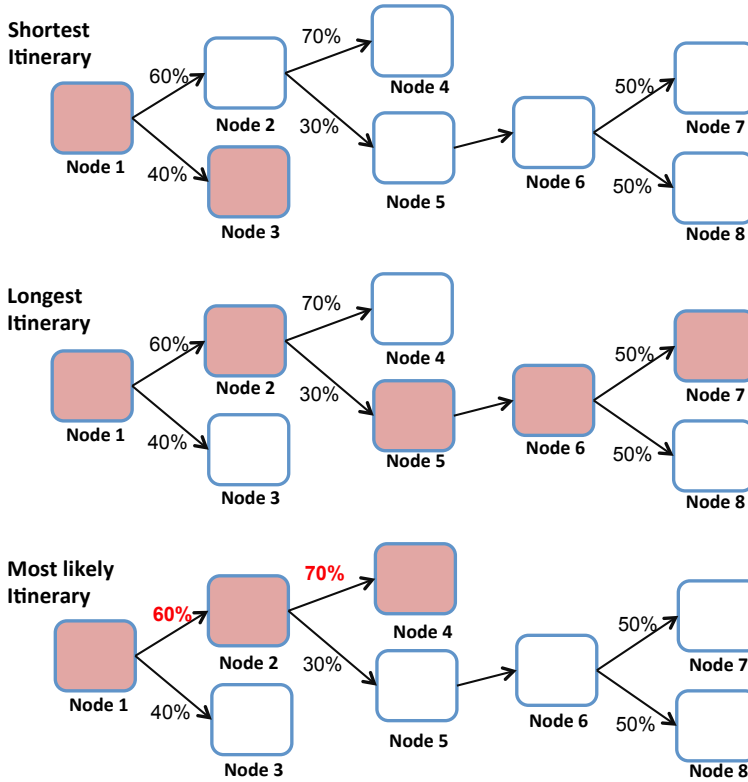 Shortest
Itinerary
70%
Node 4
60%
Node 2
50%
Node 7
Node 1
30%
Node 5
Node 6
40%
Node 3
50%
Node 8
Longest
Itinerary
70%
Node 4
60%
Node 2
50%
Node 7
Node 1
30%
Node 5
Node 6
40%
Node 3
50%
Node 8
Most likely
Itinerary
70%
Node 4
60%
Node 2
50%
Node 7
Node 1
30%
Node 5
Node 6
40%
Node 3
50%
Node 8